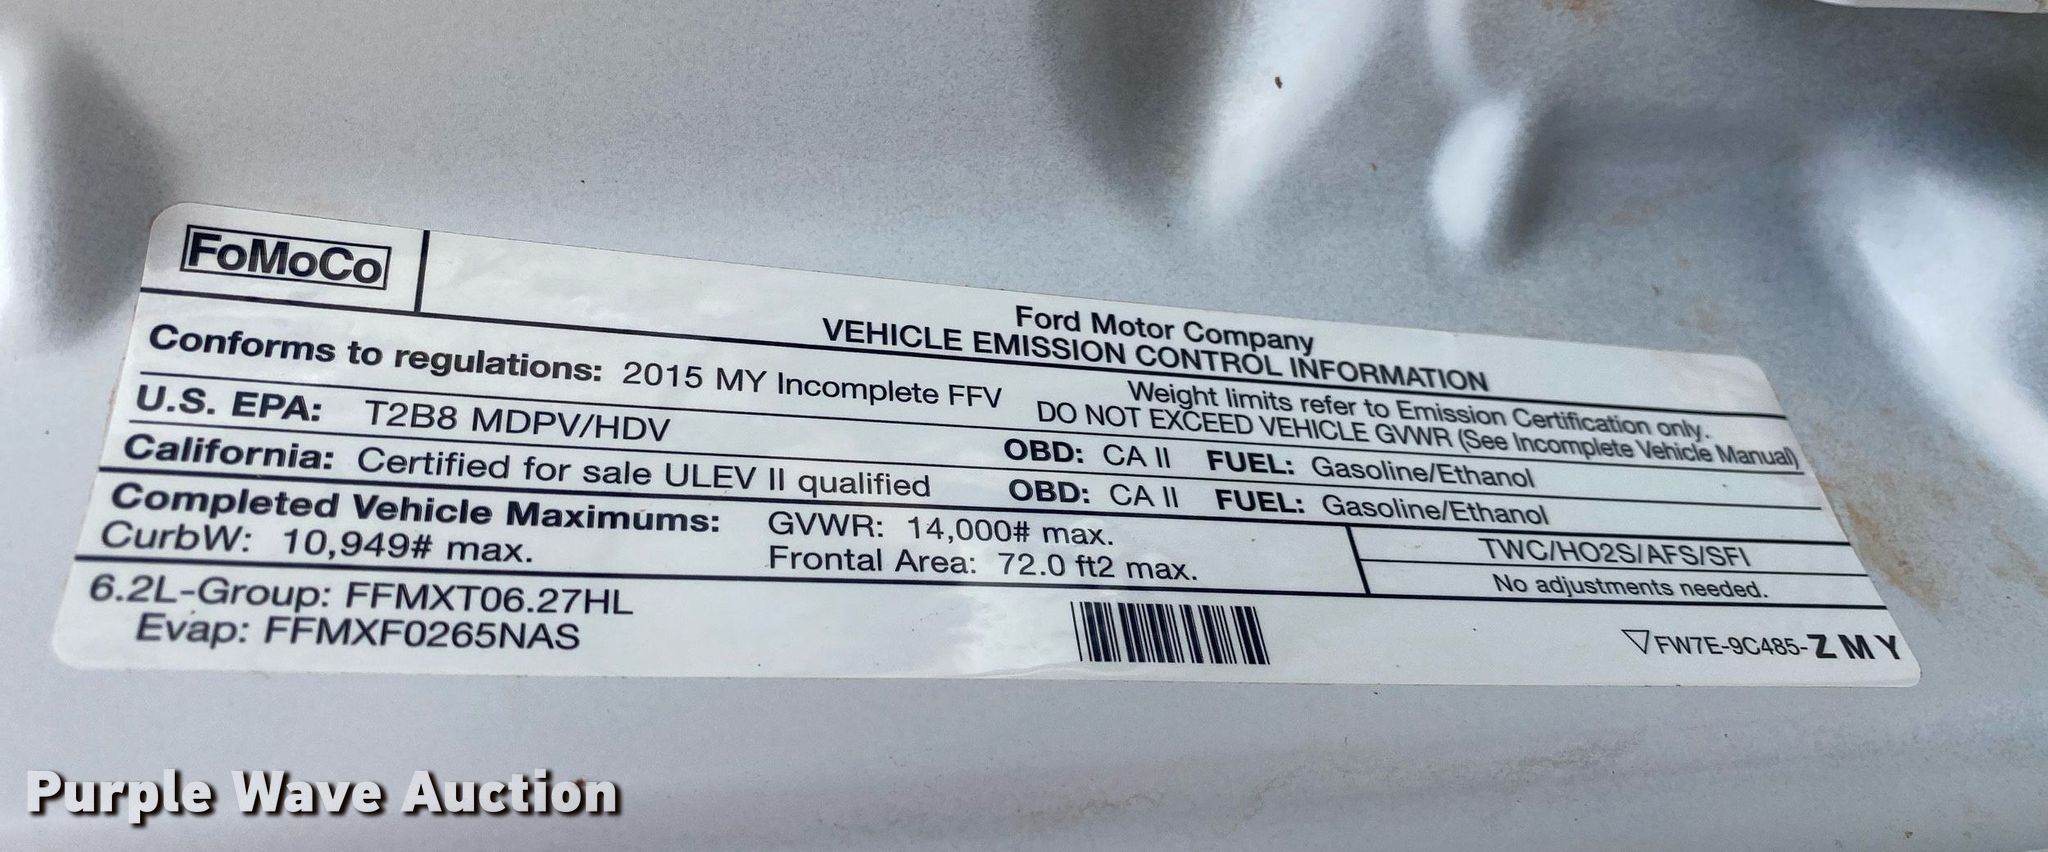 FoMoCo
Ford Motor Company
VEHICLE EMISSION CONTROL INFORMATION
Conforms to regulations: 2015 MY Incomplete FFV
Weight limits refer to Emission Certification only.
DO NOT EXCEED VEHICLE GVWR (See Incomplete Vehicle Manual)
U.S. EPA: T2B8 MDPV/HDV OBD: CA II FUEL: Gasoline/Ethanol
California: Certified for sale ULEV II qualified OBD: CA II FUEL: Gasoline/Ethanol
Completed Vehicle Maximums: GVWR: 14,000# max.
CurbW: 10,949# max. Frontal Area: 72.0 ft2 max.
TWC/HO2S/AFS/SFI
No adjustments needed.
6.2L-Group: FFMXT06.27HL
Evap: FFMXF0265NAS
FW7E-9C485-ZMY
Purple Wave Auction